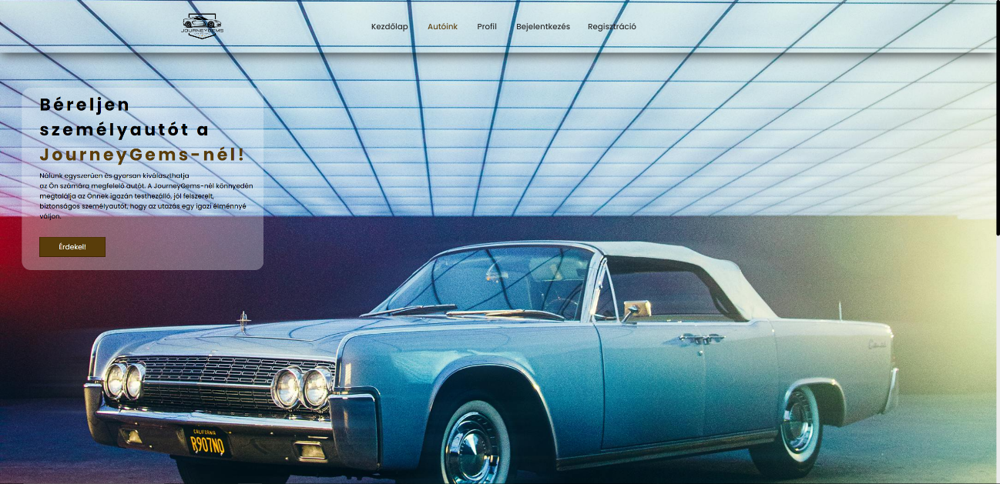 JOURNEYGEMS
Kezdőlap
Autóink
Profil
Bejelentkezés
Regisztráció
Béreljen
személyautót a
JourneyGems-nél!
Nálunk egyszerűen és gyorsan kiválaszthatja
az Ön számára megfelelő autót. A JourneyGems-nél könnyedén
megtalálja az Önnek igazán testhezálló, jól felszerelt,
biztonságos személyautót, hogy az utazás egy igazi élménnyé
váljon.
Érdekel!
CALIFORNIA
R907NO